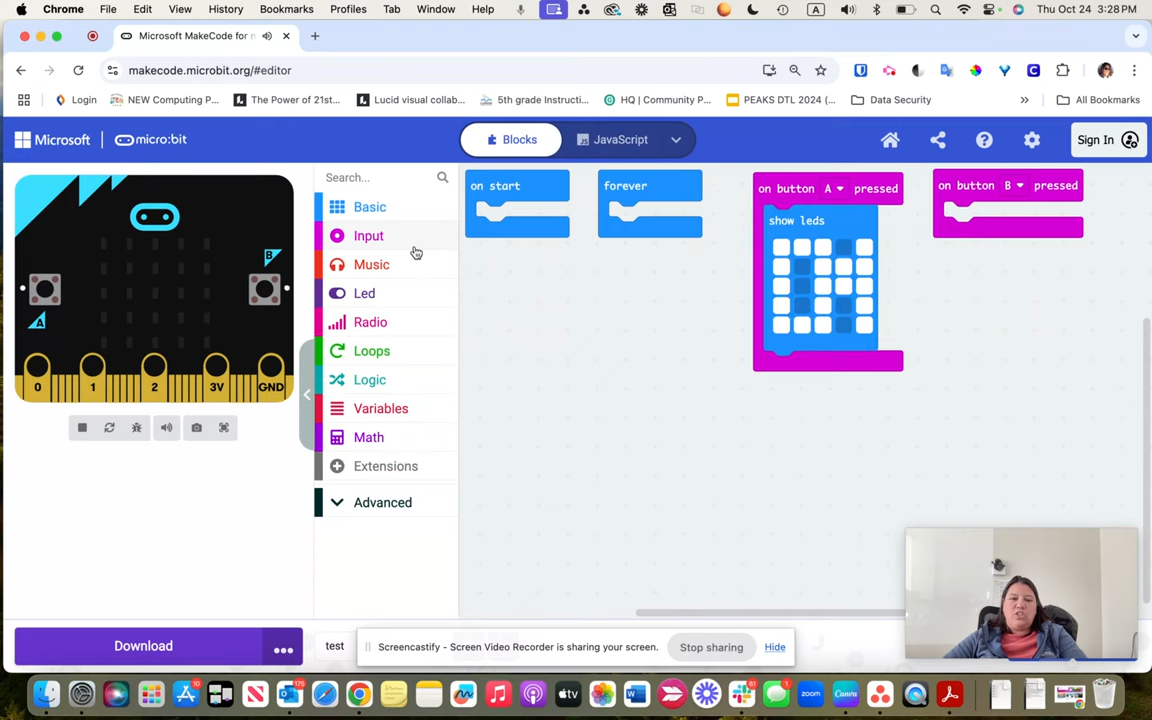 Chrome File Edit View History Bookmarks Profiles Tab Window Help A Thu Oct 24 3:28PM
Microsoft MakeCode for
makecode.microbit.org/#editor
Login NEW Computing P... The Power of 21st... Lucid visual collab... 5th grade Instructi... HQ | Community P... PEAKS DTL 2024 (... Data Security » All Bookmarks
Microsoft micro:bit Blocks JavaScript Sign In
Search...
Basic
Input
Music
Led
Radio
Loops
Logic
Variables
Math
Extensions
Advanced
on start
forever
on button A pressed
show leds
on button B pressed
A
B
0 1 2 3V GND
Download
test
Screencastify - Screen Video Recorder is sharing your screen. Stop sharing Hide
zoom
Canva